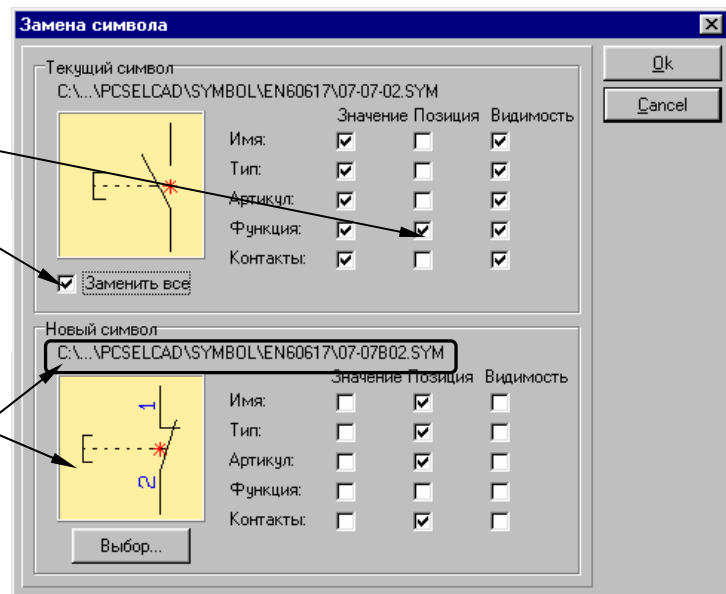 Замена символа
Текущий символ
C:\...\PCSELCAD\SYMBOL\EN60617\07-07-02.SYM
Значение Позиция Видимость
Имя:
Тип:
Артикул:
Функция:
Контакты:
Заменить все
Новый символ
C:\...\PCSELCAD\SYMBOL\EN60617\07-07B02.SYM
Значение Позиция Видимость
1
2
Имя:
Тип:
Артикул:
Функция:
Контакты:
Выбор...
Ok
Cancel